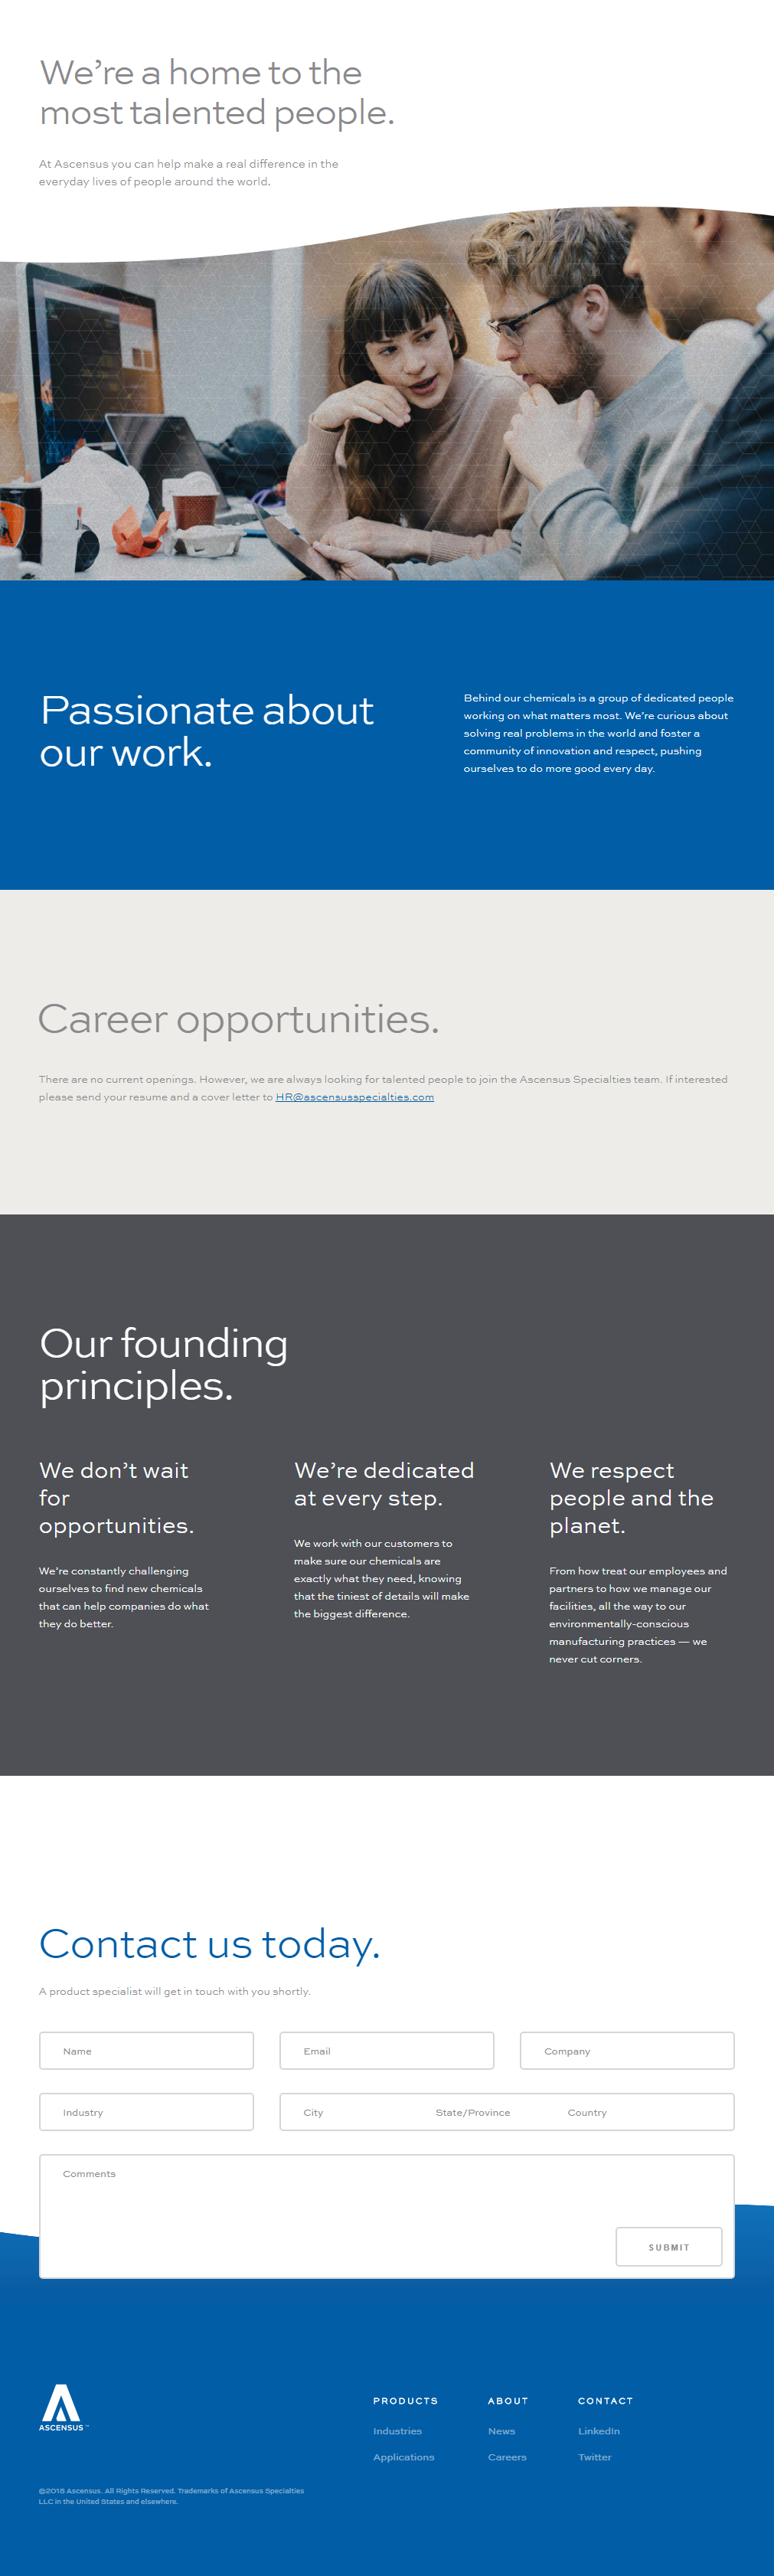 We're a home to the
most talented people.
At Ascensus you can help make a real difference in the
everyday lives of people around the world.
Passionate about
our work.
Behind our chemicals is a group of dedicated people
working on what matters most. We're curious about
solving real problems in the world and foster a
community of innovation and respect, pushing
ourselves to do more good every day.
Career opportunities.
There are no current openings. However, we are always looking for talented people to join the Ascensus Specialties team. If interested
please send your resume and a cover letter to HR@ascensusspecialties.com
Our founding
principles.
We don't wait
for
opportunities.
We're constantly challenging
ourselves to find new chemicals
that can help companies do what
they do better.
We're dedicated
at every step.
We work with our customers to
make sure our chemicals are
exactly what they need, knowing
that the tiniest of details will make
the biggest difference.
We respect
people and the
planet.
From how treat our employees and
partners to how we manage our
facilities, all the way to our
environmentally-conscious
manufacturing practices — we
never cut corners.
Contact us today.
A product specialist will get in touch with you shortly.
Name
Email
Company
Industry
City
State/Province
Country
Comments
SUBMIT
ASCENSUS™
PRODUCTS
Industries
Applications
ABOUT
News
Careers
CONTACT
LinkedIn
Twitter
©2018 Ascensus. All Rights Reserved. Trademarks of Ascensus Specialties
LLC in the United States and elsewhere.